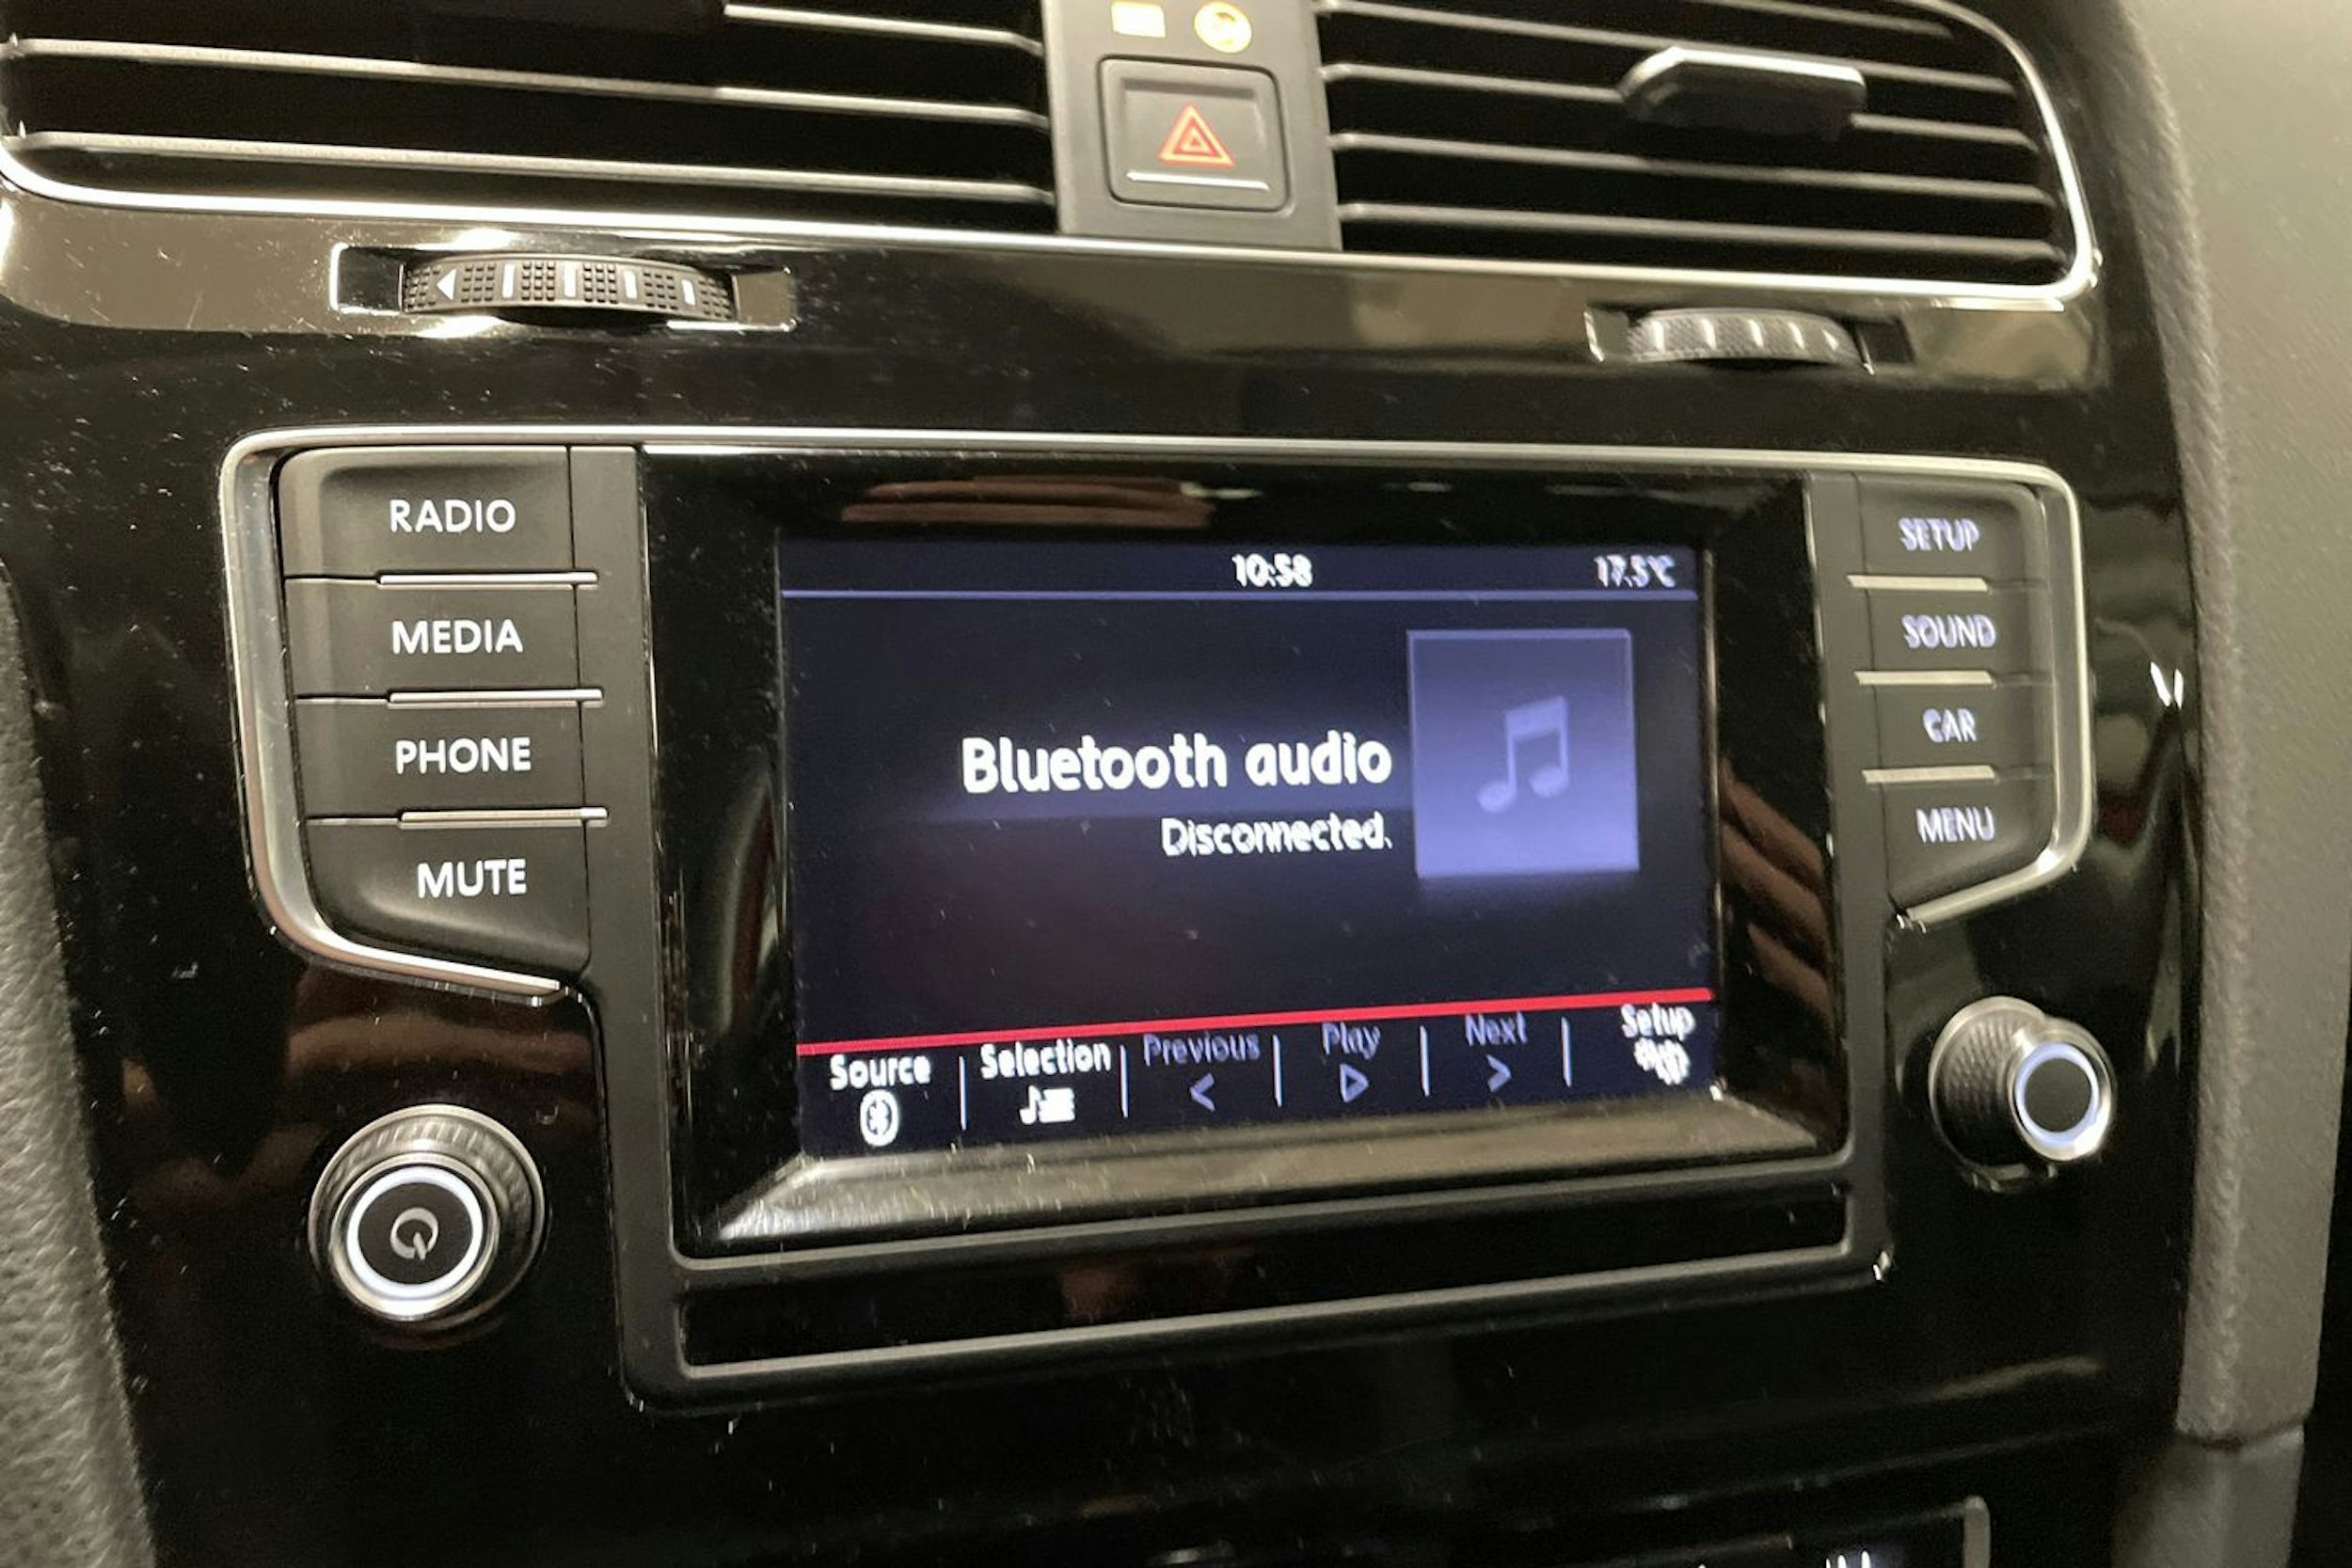 RADIO
MEDIA
PHONE
MUTE
10:58 17.5°C
Bluetooth audio
Disconnected.
Source Selection Previous Play Next Setup
SETUP
SOUND
CAR
MENU